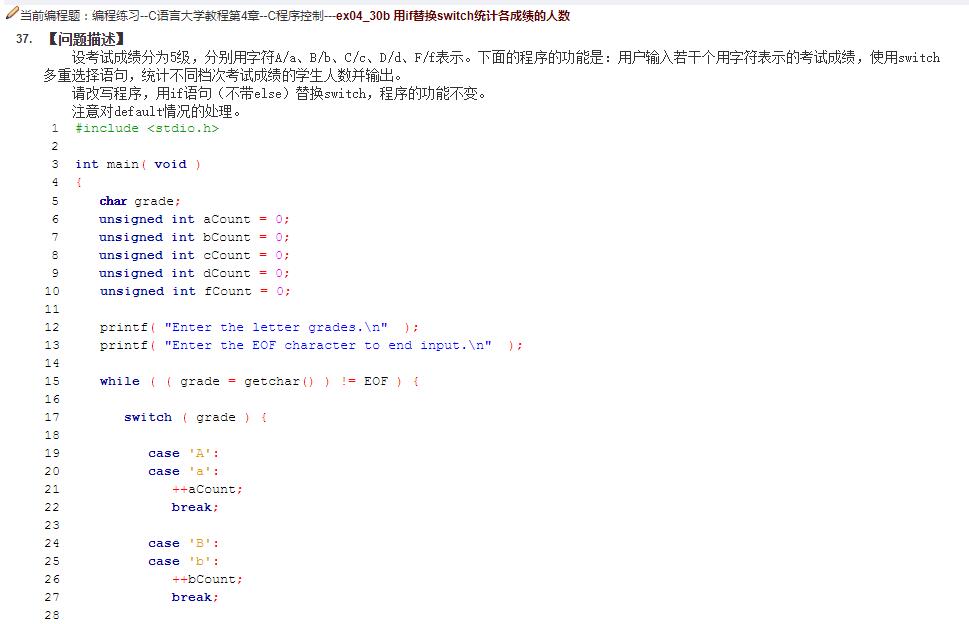 当前编程题：编程练习--C语言大学教程第4章--C程序控制---ex04_30b 用if替换switch统计各成绩的人数
37. 【问题描述】
设考试成绩分为5级，分别用字符A/a、B/b、C/c、D/d、F/f表示。下面的程序的功能是：用户输入若干个用字符表示的考试成绩，使用switch
多重选择语句，统计不同档次考试成绩的学生人数并输出。
请改写程序，用if语句（不带else）替换switch，程序的功能不变。
注意对default情况的处理。
1 #include <stdio.h>
2
3 int main( void )
4 {
5 char grade;
6 unsigned int aCount = 0;
7 unsigned int bCount = 0;
8 unsigned int cCount = 0;
9 unsigned int dCount = 0;
10 unsigned int fCount = 0;
11
12 printf( "Enter the letter grades.\n" );
13 printf( "Enter the EOF character to end input.\n" );
14
15 while ( ( grade = getchar() ) != EOF ) {
16
17 switch ( grade ) {
18
19 case 'A':
20 case 'a':
21 ++aCount;
22 break;
23
24 case 'B':
25 case 'b':
26 ++bCount;
27 break;
28